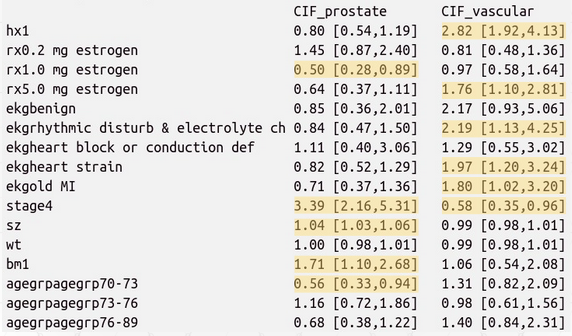 CIF_prostate CIF_vascular
hx1 0.80 [0.54,1.19] 2.82 [1.92,4.13]
rx0.2 mg estrogen 1.45 [0.87,2.40] 0.81 [0.48,1.36]
rx1.0 mg estrogen 0.50 [0.28,0.89] 0.97 [0.58,1.64]
rx5.0 mg estrogen 0.64 [0.37,1.11] 1.76 [1.10,2.81]
ekgbenign 0.85 [0.36,2.01] 2.17 [0.93,5.06]
ekgrhythmic disturb & electrolyte ch 0.84 [0.47,1.50] 2.19 [1.13,4.25]
ekgheart block or conduction def 1.11 [0.40,3.06] 1.29 [0.55,3.02]
ekgheart strain 0.82 [0.52,1.29] 1.97 [1.20,3.24]
ekgold MI 0.71 [0.37,1.36] 1.80 [1.02,3.20]
stage4 3.39 [2.16,5.31] 0.58 [0.35,0.96]
sz 1.04 [1.03,1.06] 0.99 [0.98,1.01]
wt 1.00 [0.98,1.01] 0.99 [0.98,1.01]
bm1 1.71 [1.10,2.68] 1.06 [0.54,2.08]
agegrpagegrp70-73 0.56 [0.33,0.94] 1.31 [0.82,2.09]
agegrpagegrp73-76 1.16 [0.72,1.86] 0.98 [0.61,1.56]
agegrpagegrp76-89 0.68 [0.38,1.22] 1.40 [0.84,2.31]